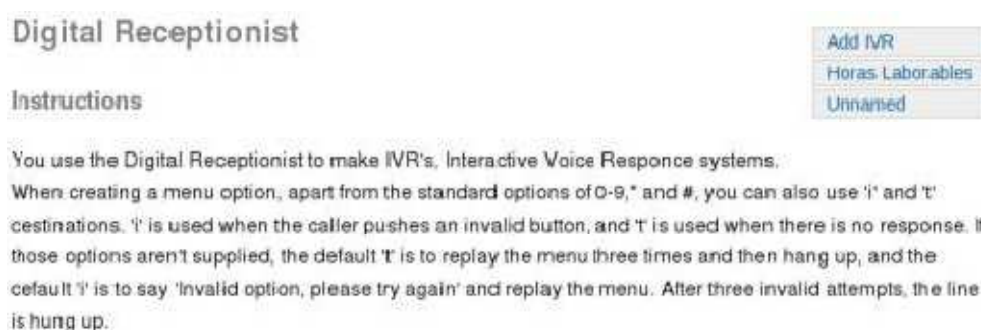 Digital Receptionist
Add IVR
Horas Laborables
Unnamed
Instructions
You use the Digital Receptionist to make IVR's, Interactive Voice Responce systems.
When creating a menu option, apart from the standard options of 0-9,* and #, you can also use 'i' and 't'
destinations. 'i' is used when the caller pushes an invalid button, and 't' is used when there is no response. If
those options aren't supplied, the default 't' is to replay the menu three times and then hang up, and the
default 'i' is to say 'Invalid option, please try again' and replay the menu. After three invalid attempts, the line
is hung up.